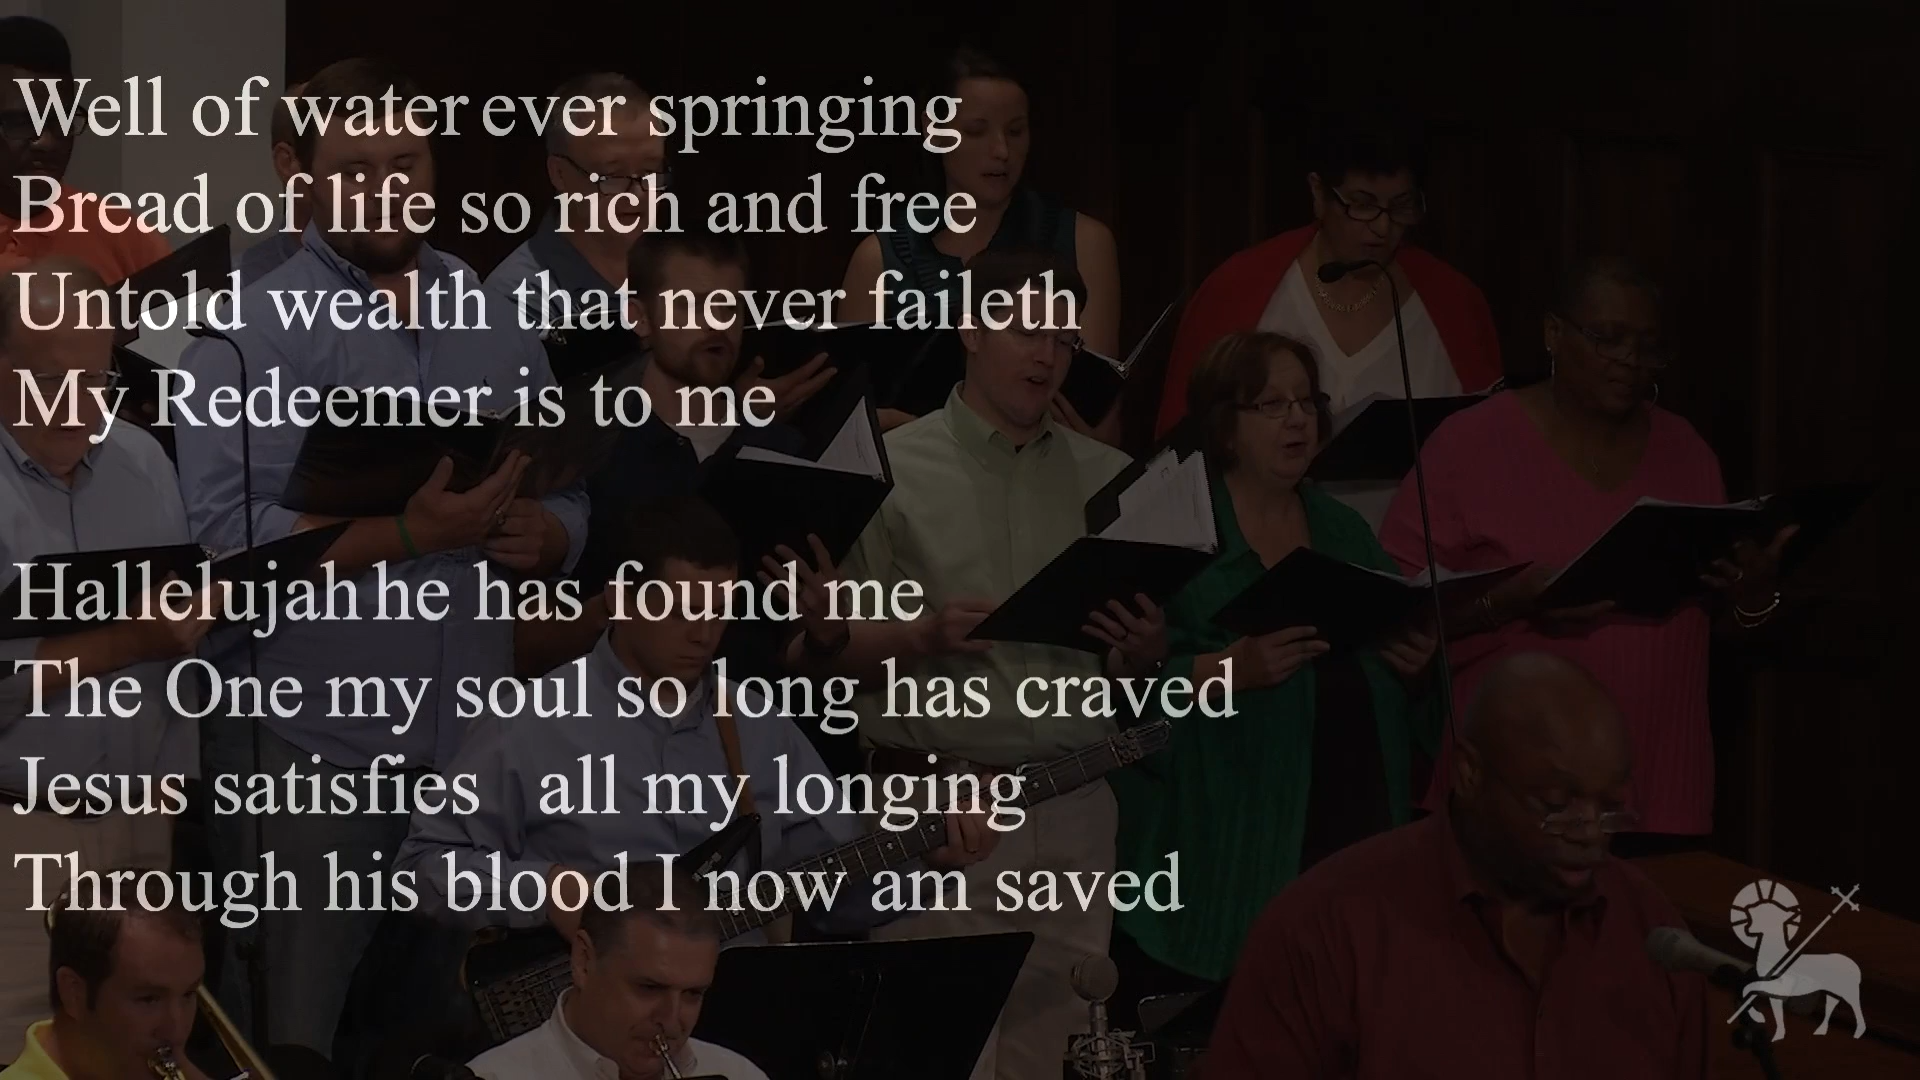 Well of water ever springing
Bread of life so rich and free
Untold wealth that never faileth
My Redeemer is to me
Hallelujah he has found me
The One my soul so long has craved
Jesus satisfies all my longing
Through his blood I now am saved